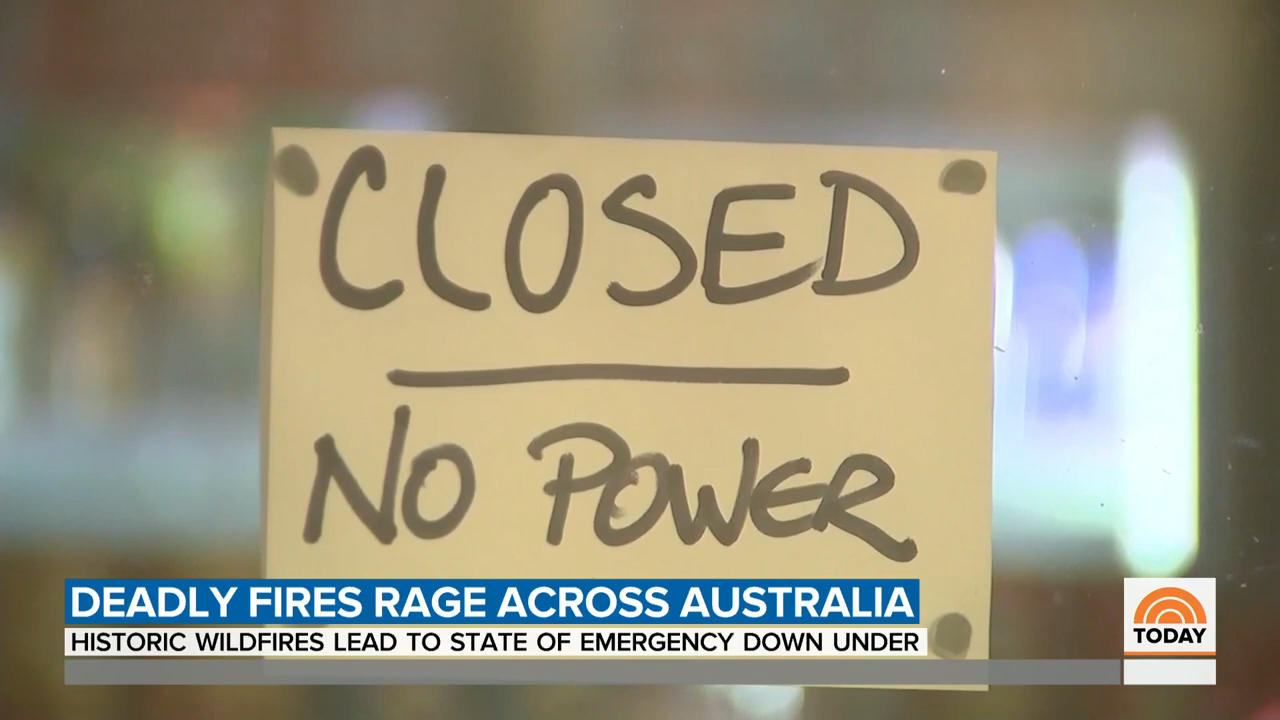 CLOSED
NO POWER
DEADLY FIRES RAGE ACROSS AUSTRALIA
HISTORIC WILDFIRES LEAD TO STATE OF EMERGENCY DOWN UNDER
TODAY